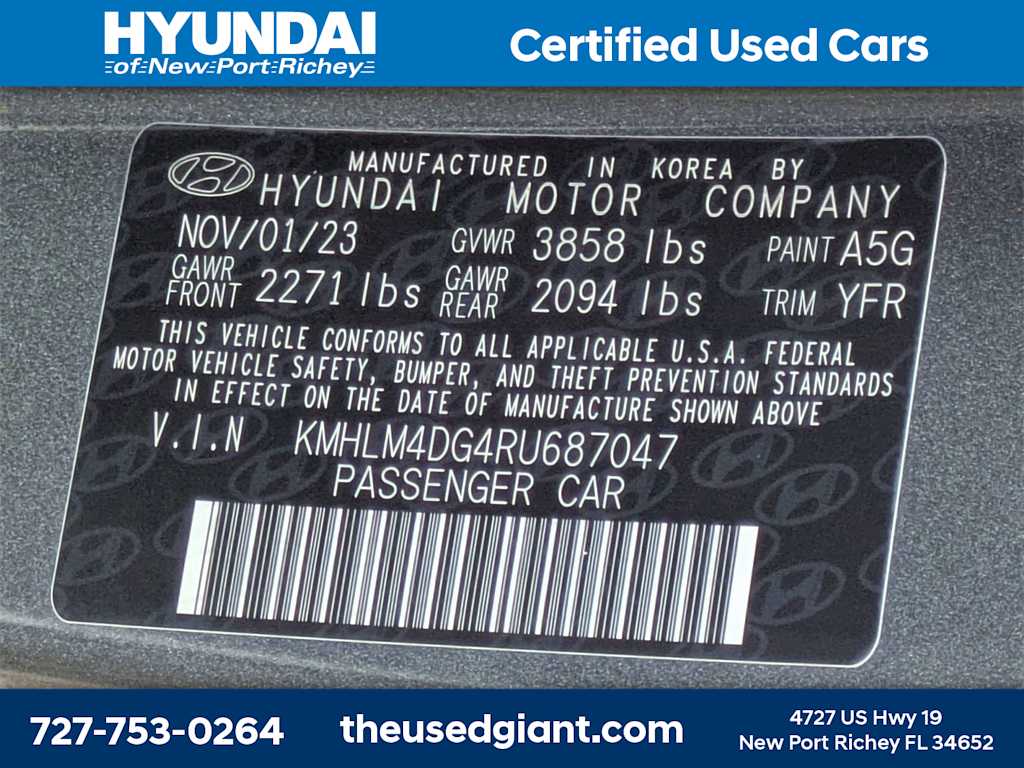 HYUNDAI
of New Port Richey
Certified Used Cars
MANUFACTURED IN KOREA BY
HYUNDAI MOTOR COMPANY
NOV/01/23 GVWR 3858 lbs PAINT A5G
GAWR FRONT 2271 lbs GAWR REAR 2094 lbs TRIM YFR
THIS VEHICLE CONFORMS TO ALL APPLICABLE U.S.A. FEDERAL
MOTOR VEHICLE SAFETY, BUMPER, AND THEFT PREVENTION STANDARDS
IN EFFECT ON THE DATE OF MANUFACTURE SHOWN ABOVE
V.I.N KMHLM4DG4RU687047
PASSENGER CAR
727-753-0264
theusedgiant.com
4727 US Hwy 19
New Port Richey FL 34652